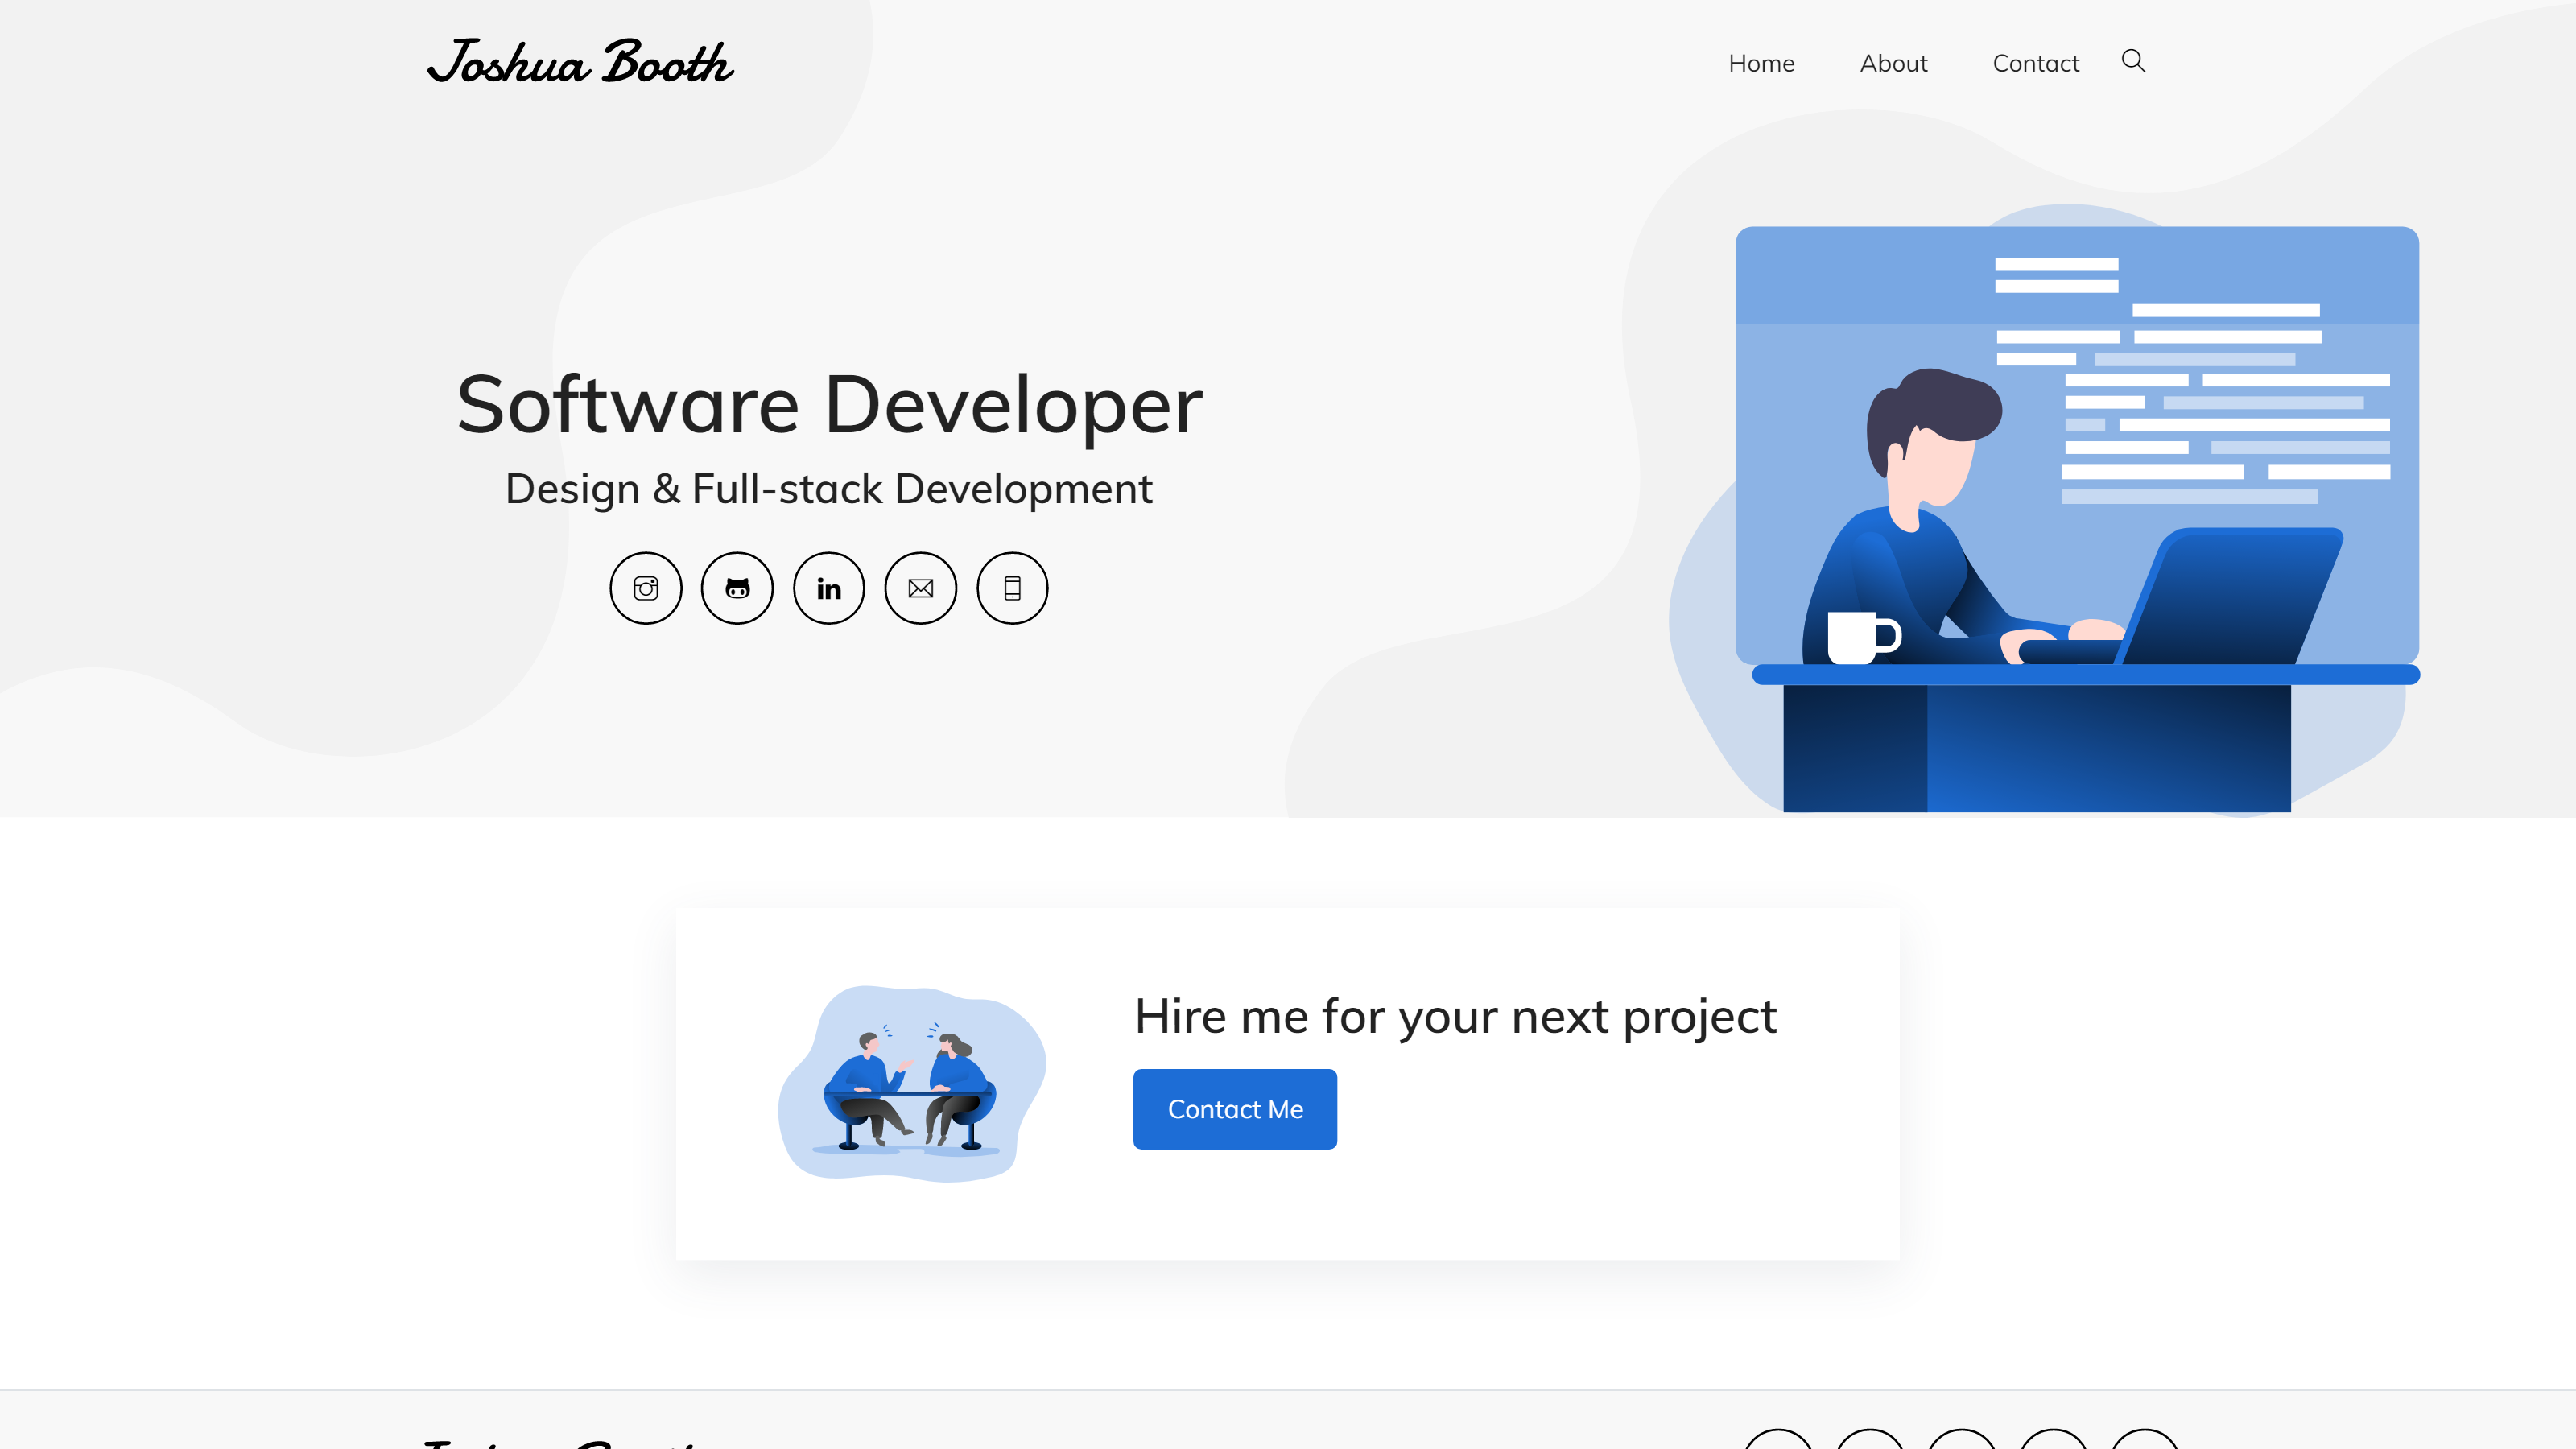 Joshua Booth
Home About Contact
Software Developer
Design & Full-stack Development
in
Hire me for your next project
Contact Me